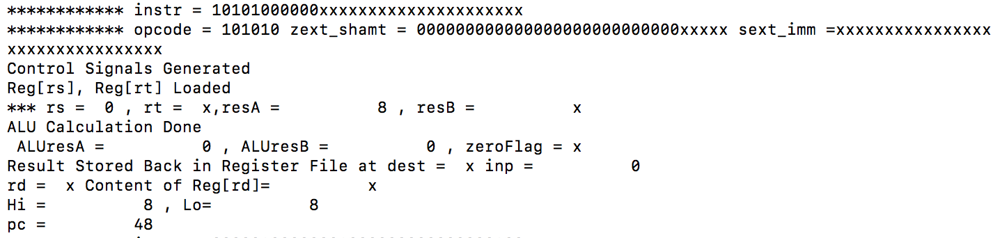 ************ instr = 10101000000xxxxxxxxxxxxxxxxxxxxx
************ opcode = 101010 zext_shamt = 000000000000000000000000000xxxxx sext_imm =xxxxxxxxxxxxxxxx
xxxxxxxxxxxxxxxx
Control Signals Generated
Reg[rs], Reg[rt] Loaded
*** rs =  0 , rt =  x,resA =          8 , resB =          x
ALU Calculation Done
 ALUresA =          0 , ALUresB =          0 , zeroFlag = x
Result Stored Back in Register File at dest =  x inp =          0
rd =  x Content of Reg[rd]=          x
Hi =          8 , Lo=          8
pc =         48